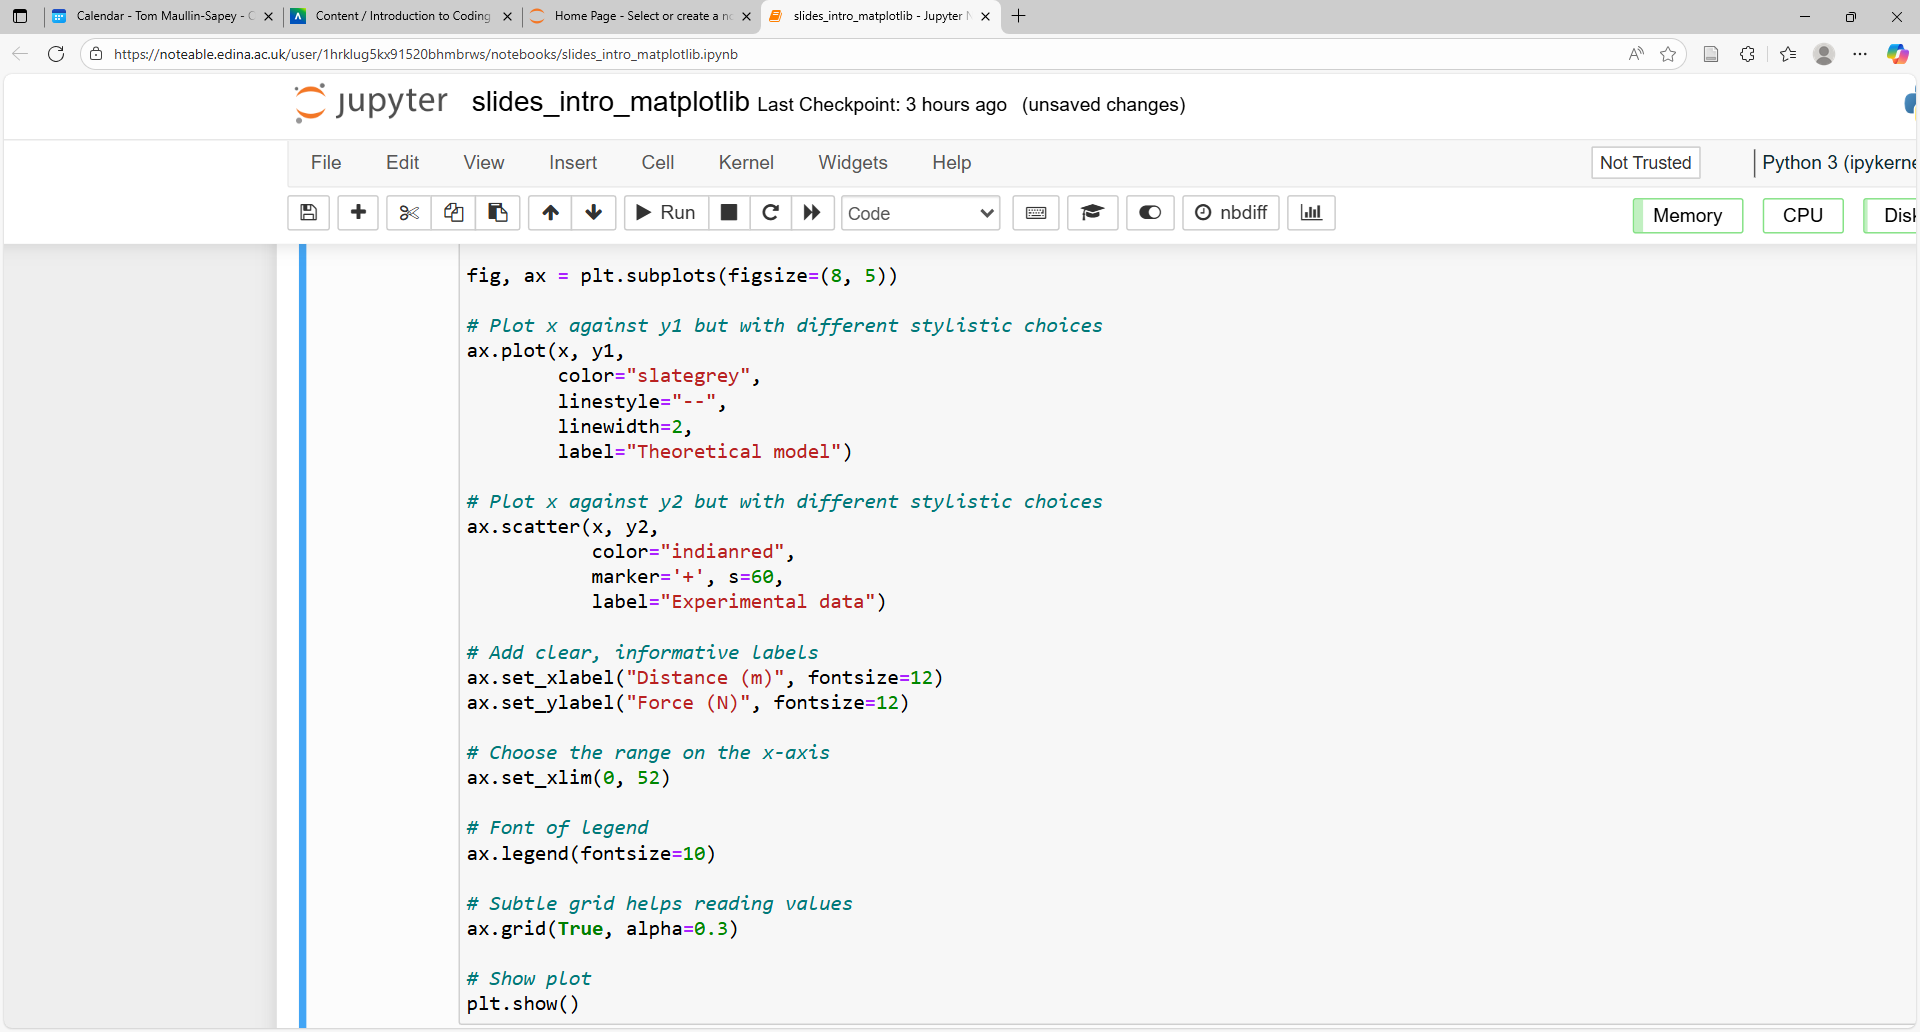 Calendar - Tom Maullin-Sapey -
Content / Introduction to Coding
Home Page - Select or create a
slides_intro_matplotlib - Jupyter
https://noteable.edina.ac.uk/user/1hrklug5kx91520bhmbrws/notebooks/slides_intro_matplotlib.ipynb
jupyter slides_intro_matplotlib Last Checkpoint: 3 hours ago (unsaved changes)
File Edit View Insert Cell Kernel Widgets Help Not Trusted Python 3 (ipykerne
Run Code nbdiff Memory CPU Disk
fig, ax = plt.subplots(figsize=(8, 5))
# Plot x against y1 but with different stylistic choices
ax.plot(x, y1,
        color="slategrey",
        linestyle="--",
        linewidth=2,
        label="Theoretical model")
# Plot x against y2 but with different stylistic choices
ax.scatter(x, y2,
           color="indianred",
           marker='+', s=60,
           label="Experimental data")
# Add clear, informative labels
ax.set_xlabel("Distance (m)", fontsize=12)
ax.set_ylabel("Force (N)", fontsize=12)
# Choose the range on the x-axis
ax.set_xlim(0, 52)
# Font of legend
ax.legend(fontsize=10)
# Subtle grid helps reading values
ax.grid(True, alpha=0.3)
# Show plot
plt.show()